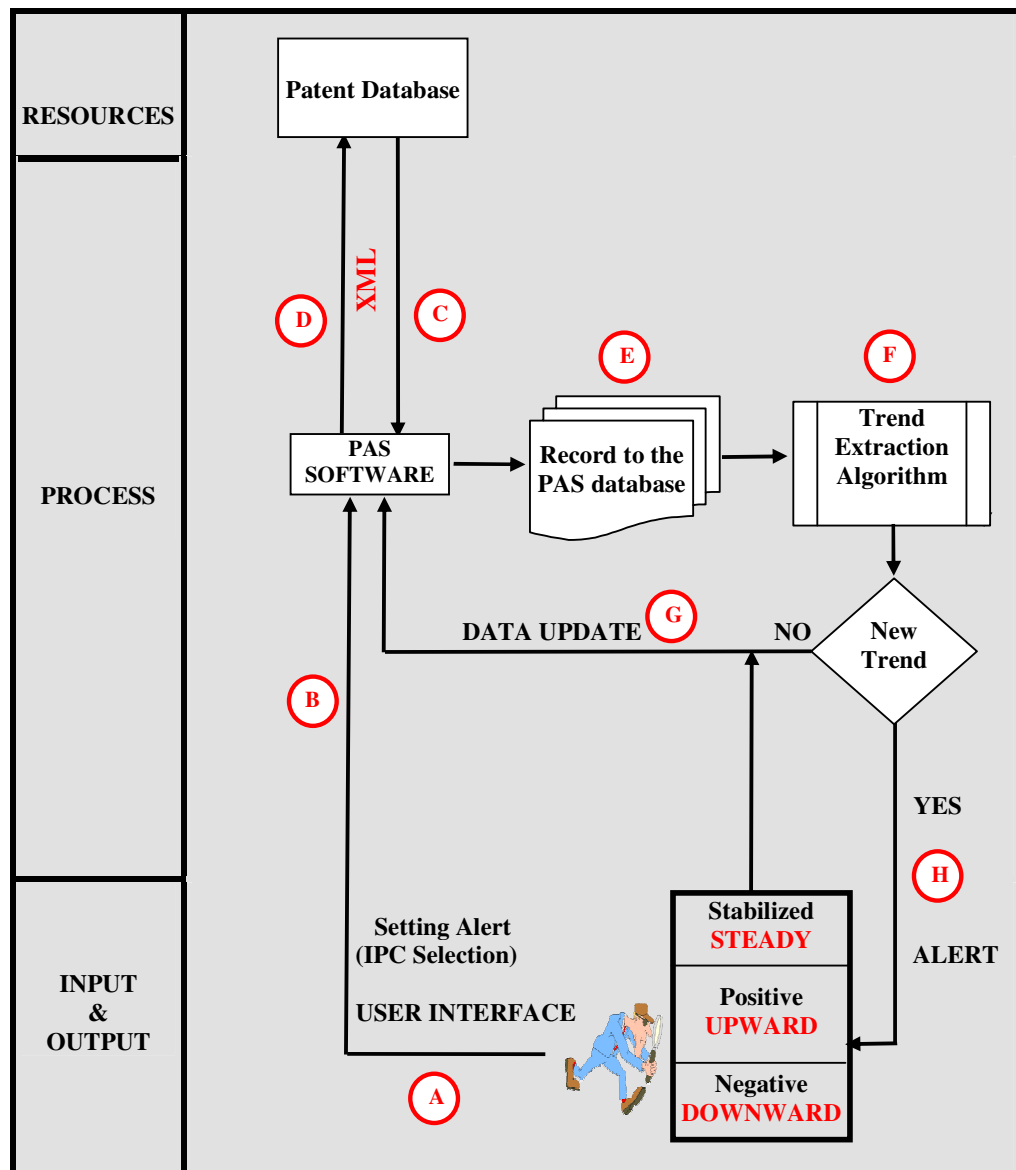 RESOURCES
Patent Database
PROCESS
D
XML
C
E
F
PAS
SOFTWARE
Record to the
PAS database
Trend
Extraction
Algorithm
G
DATA UPDATE
NO
New
Trend
B
YES
H
ALERT
INPUT
&
OUTPUT
Setting Alert
(IPC Selection)
USER INTERFACE
A
Stabilized
STEADY
Positive
UPWARD
Negative
DOWNWARD